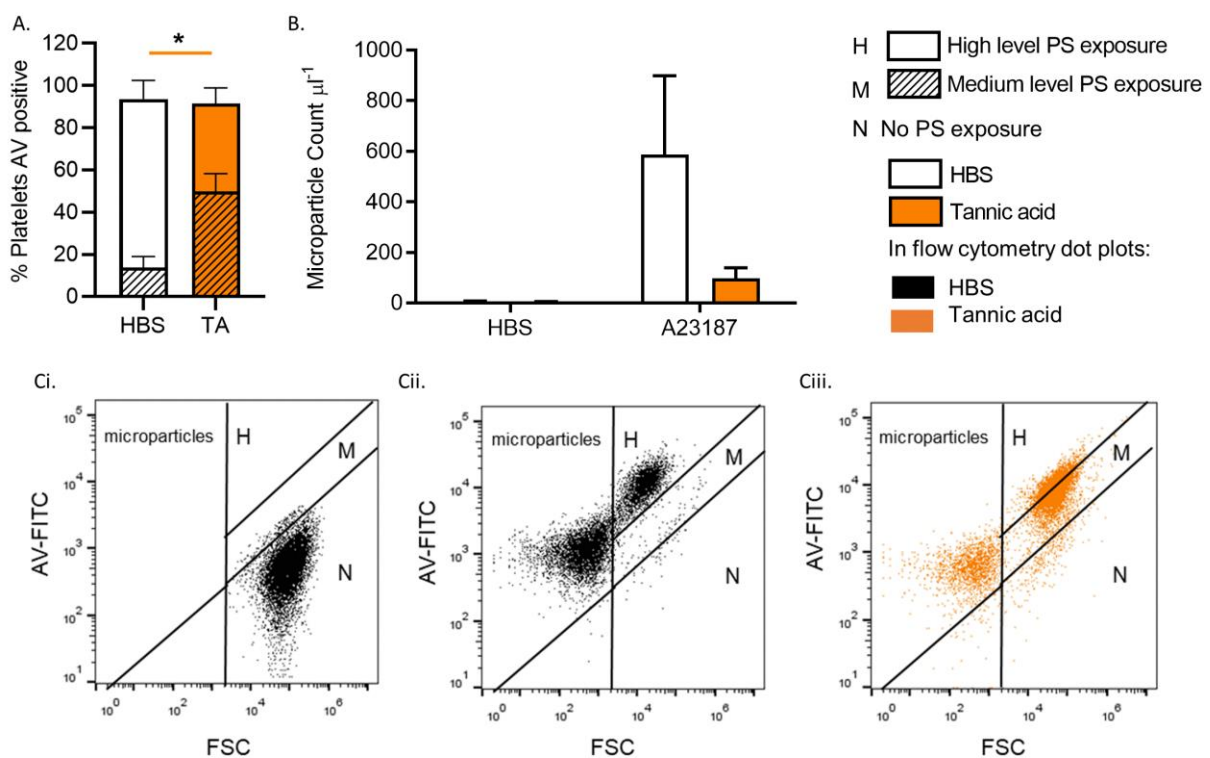 A.
*
% Platelets AV positive
120
100
80
60
40
20
0
HBS TA
B.
Microparticle Count µl⁻¹
1000
800
600
400
200
0
HBS A23187
H High level PS exposure
M Medium level PS exposure
N No PS exposure
HBS
Tannic acid
In flow cytometry dot plots:
HBS
Tannic acid
Ci.
AV-FITC
10⁵
10⁴
10³
10²
10¹
microparticles H
M
N
10⁰ 10² 10⁴ 10⁶
FSC
Cii.
AV-FITC
10⁵
10⁴
10³
10²
10¹
microparticles H
M
N
10⁰ 10² 10⁴ 10⁶
FSC
Ciii.
AV-FITC
10⁵
10⁴
10³
10²
10¹
microparticles H
M
N
10⁰ 10² 10⁴ 10⁶
FSC